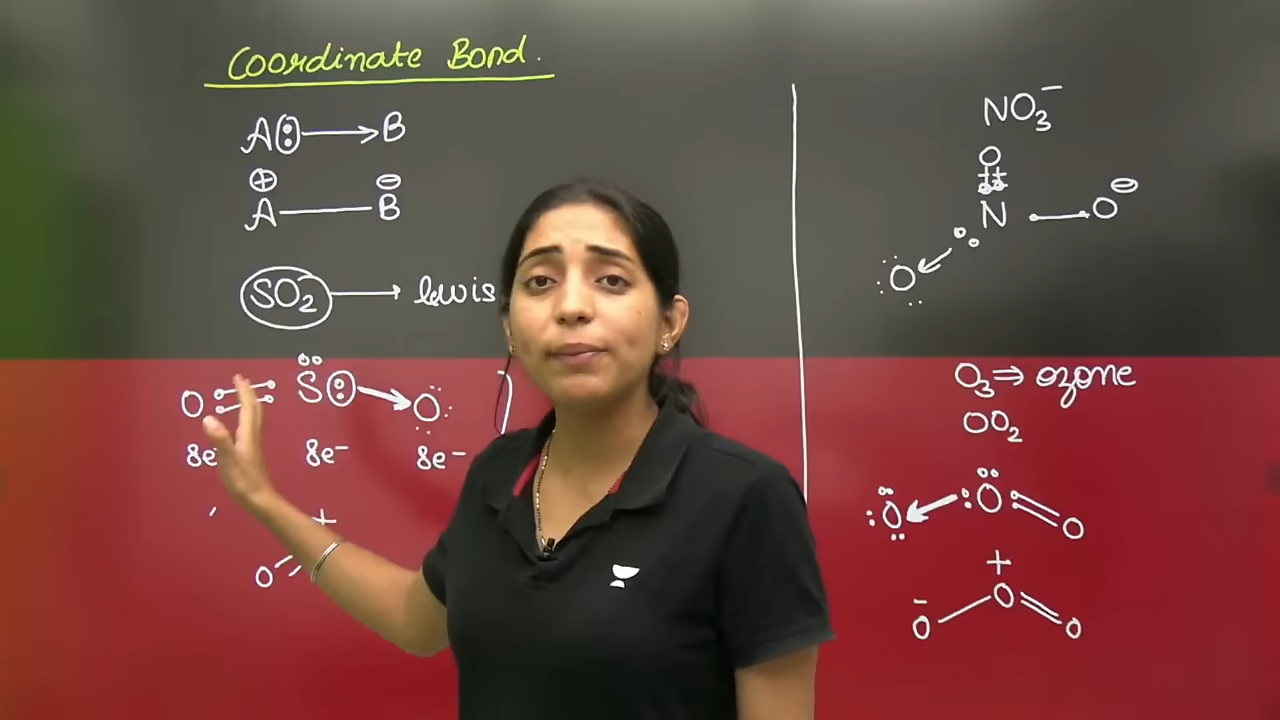 Coordinate Bond.
A: → B
⊕ ⊖
A — B
SO₂ → lewis
O = S: → O
8e⁻ 8e⁻ 8e⁻
+
O =
NO₃⁻
O
N — O ⊖
O
O₃ ⇒ ozone
OO₂
O ← :O = O
+
⁻O — O = O